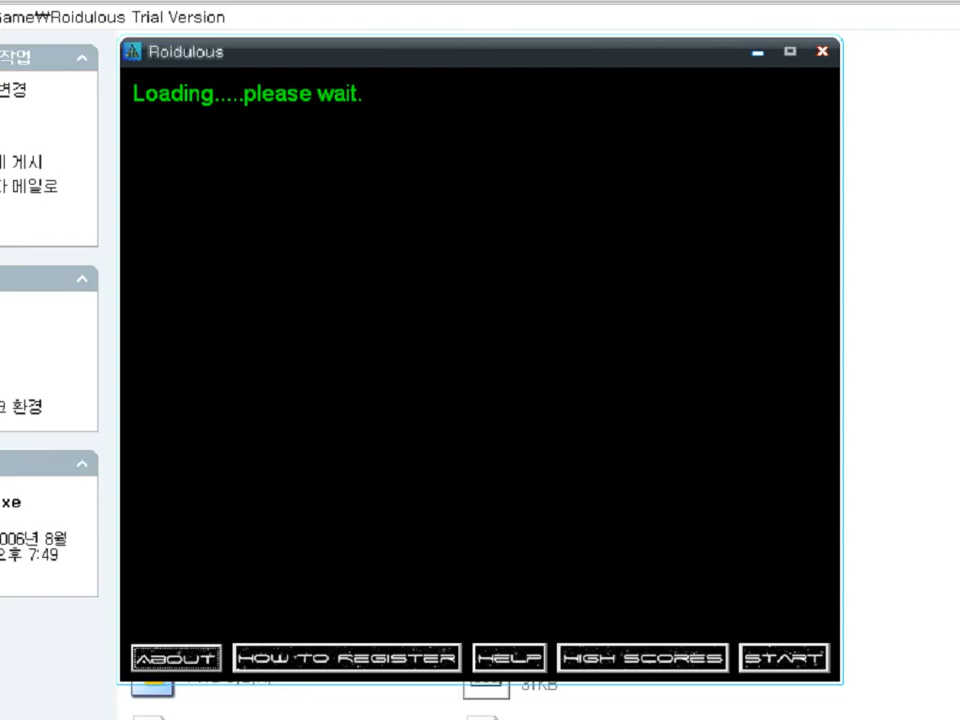 Game₩Roidulous Trial Version
작업
Roidulous
Loading.....please wait.
변경
게시
메일로
환경
xe
006년 8월
오후 7:49
ABOUT
HOW TO REGISTER
HELP
HIGH SCORES
START
31KB